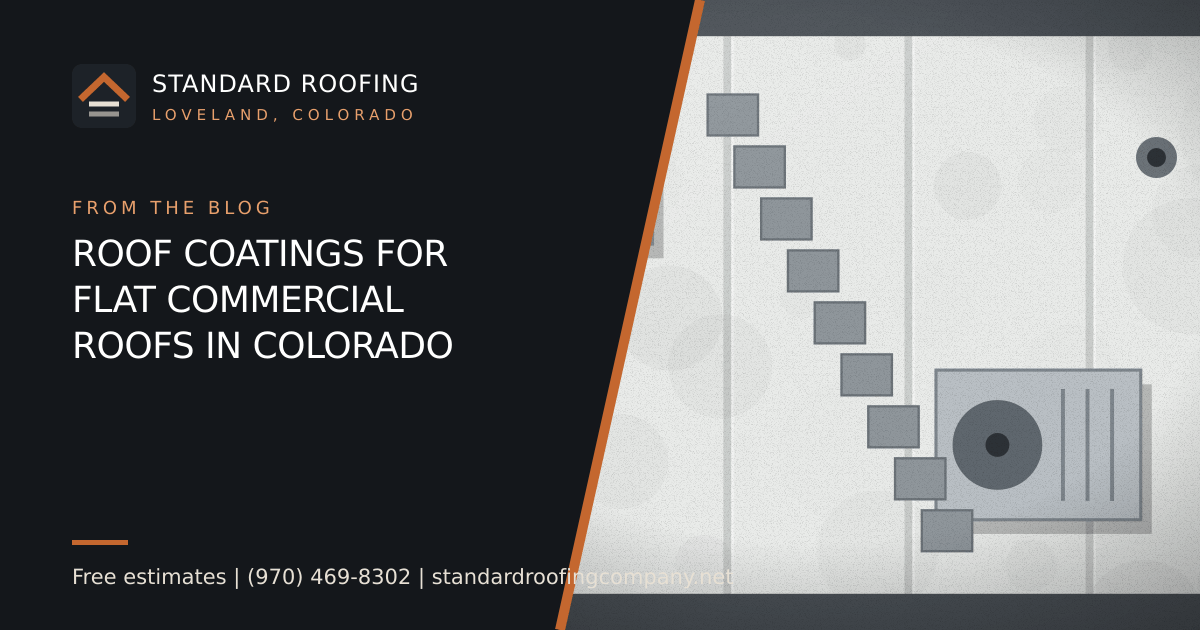 STANDARD ROOFING
LOVELAND, COLORADO
FROM THE BLOG
ROOF COATINGS FOR
FLAT COMMERCIAL
ROOFS IN COLORADO
Free estimates | (970) 469-8302 | standardroofingcompany.net